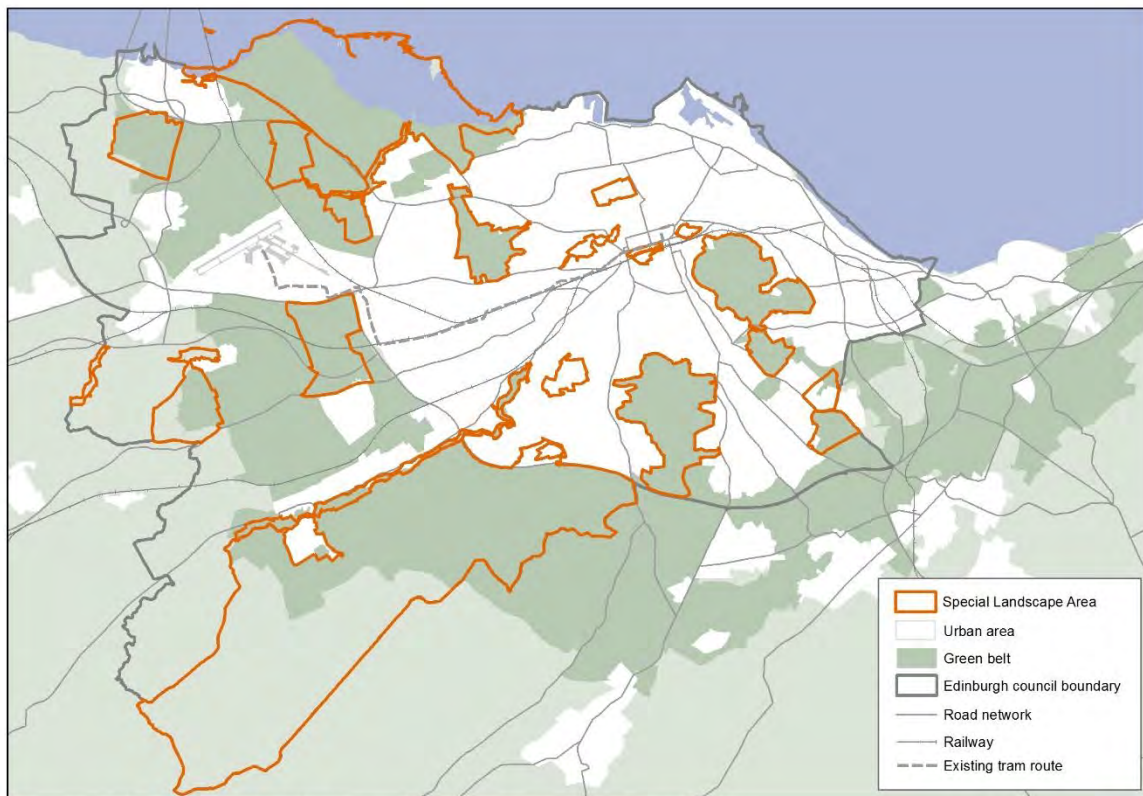 Special Landscape Area
Urban area
Green belt
Edinburgh council boundary
Road network
Railway
Existing tram route